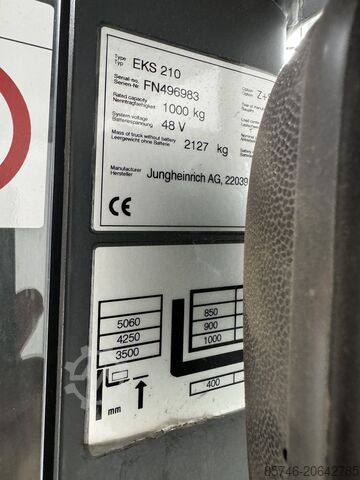 Type
Typ EKS 210 Option
Option Z+
Serial-no.
Serien-Nr. FN496983
Rated capacity
Nenntragfähigkeit 1000 kg
System voltage
Batteriespannung 48 V
Mass of truck without battery
Leergewicht ohne Batterie 2127 kg
Manufacturer
Hersteller Jungheinrich AG, 22039
CE
5060 850
4250 900
3500 1000
400
mm
85746-20642785